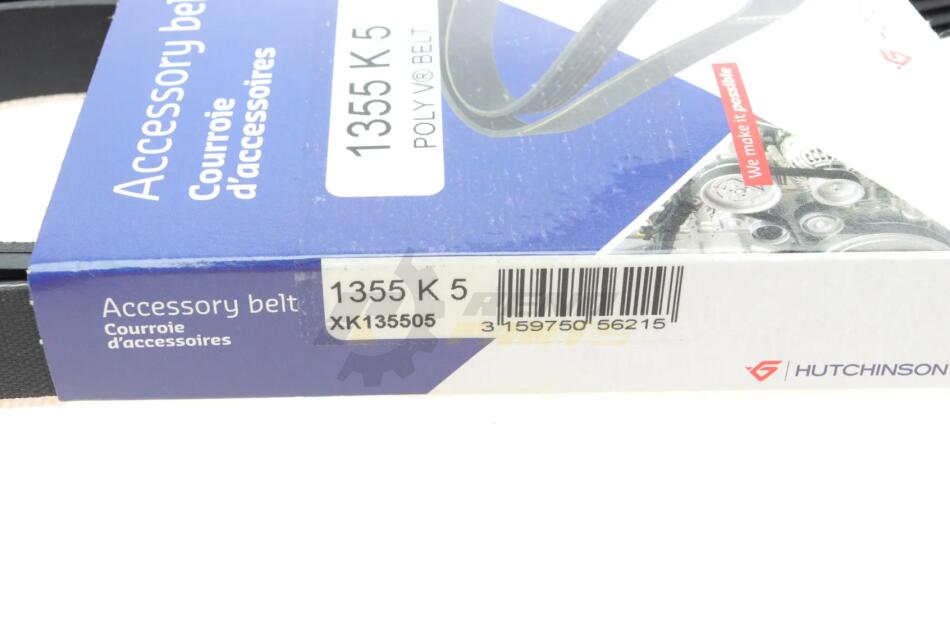 Accessory belt
Courroie
d'accessoires
1355 K 5
POLY V® BELT
We make it possible
Accessory belt
Courroie
d'accessoires
1355 K 5
XK135505
3 159750 56215
HUTCHINSON